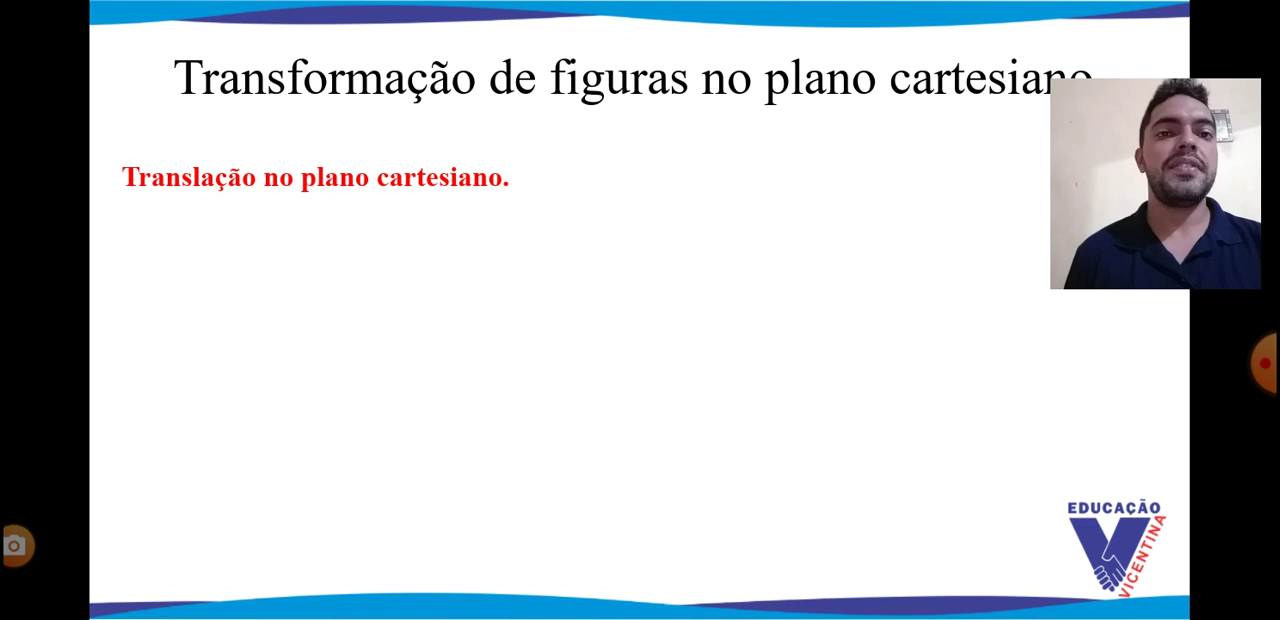 Transformação de figuras no plano cartesiano
Translação no plano cartesiano.
EDUCAÇÃO
VICENTINA